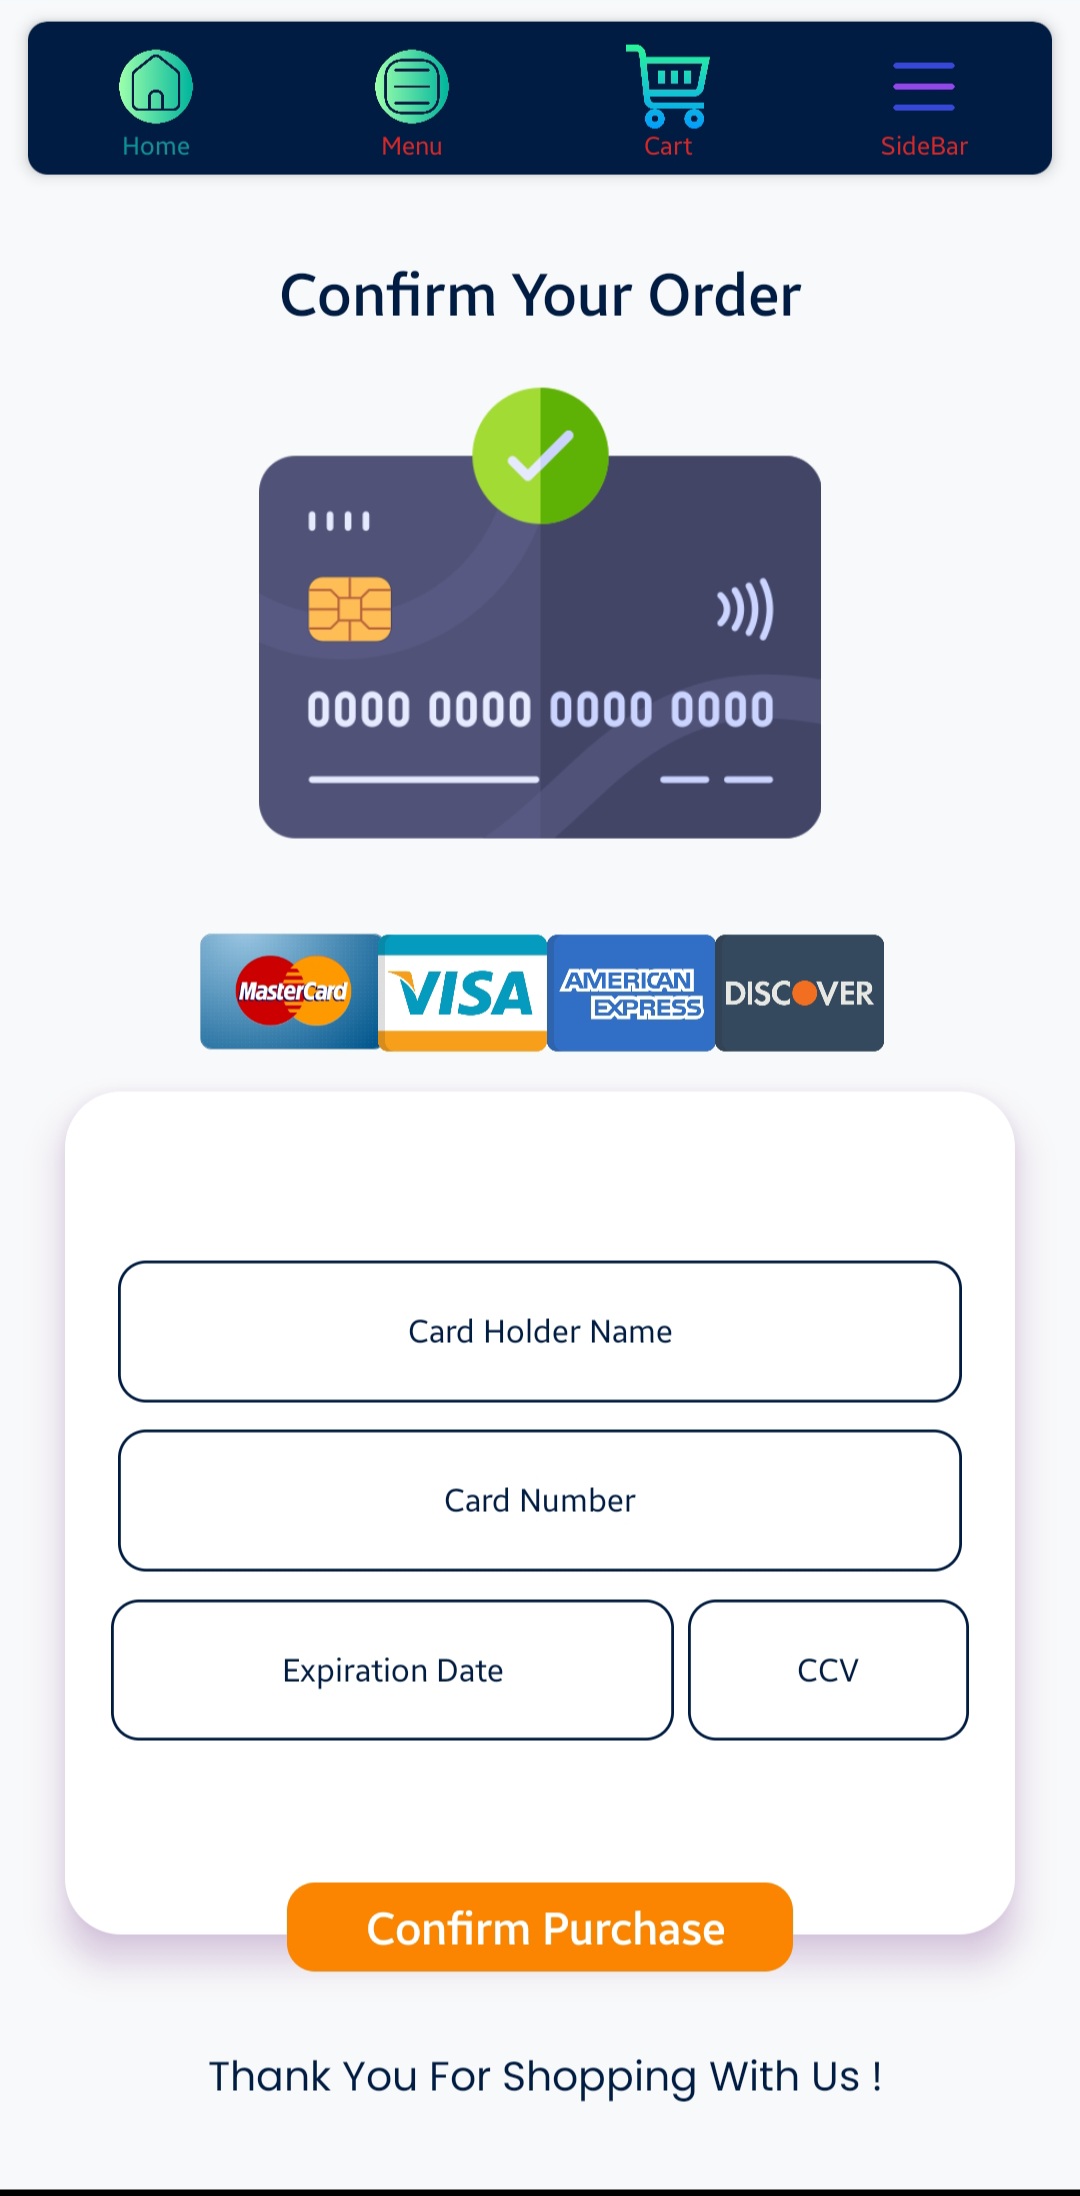 Home Menu Cart SideBar
Confirm Your Order
0000 0000 0000 0000
MasterCard VISA AMERICAN EXPRESS DISCOVER
Card Holder Name
Card Number
Expiration Date CCV
Confirm Purchase
Thank You For Shopping With Us !